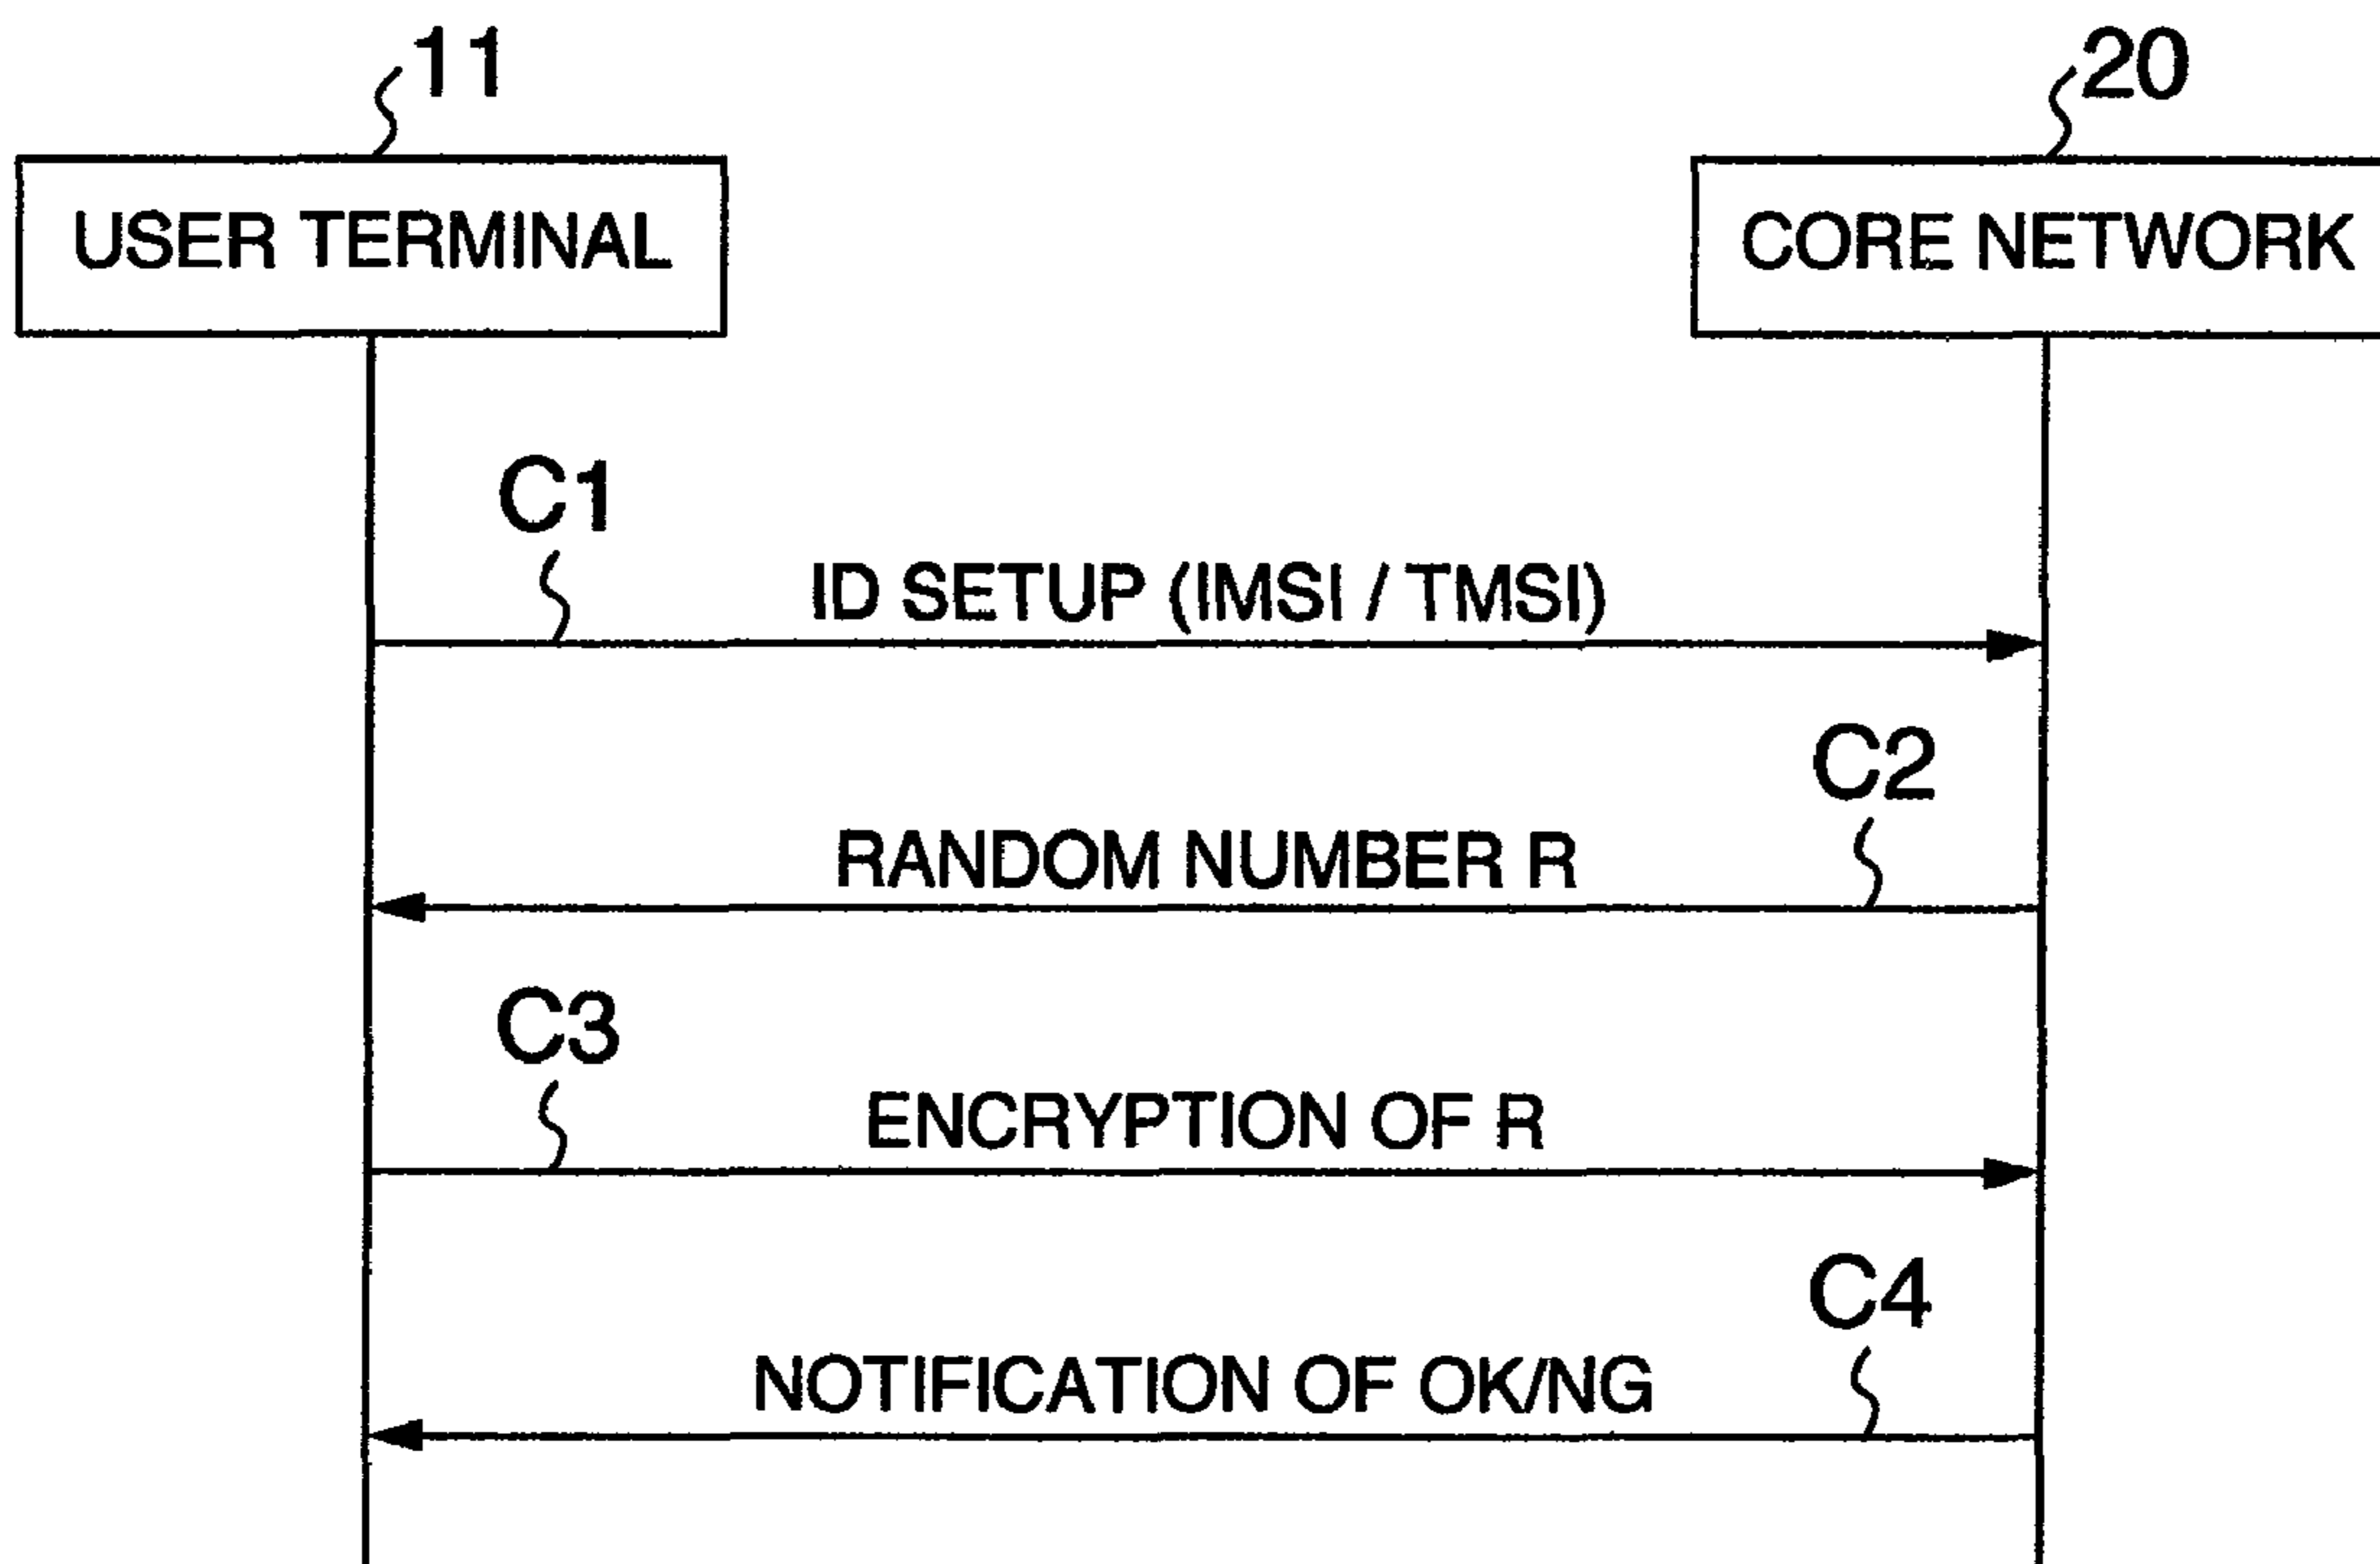 11
20
USER TERMINAL
CORE NETWORK
C1
ID SETUP (IMSI / TMSI)
C2
RANDOM NUMBER R
C3
ENCRYPTION OF R
C4
NOTIFICATION OF OK/NG